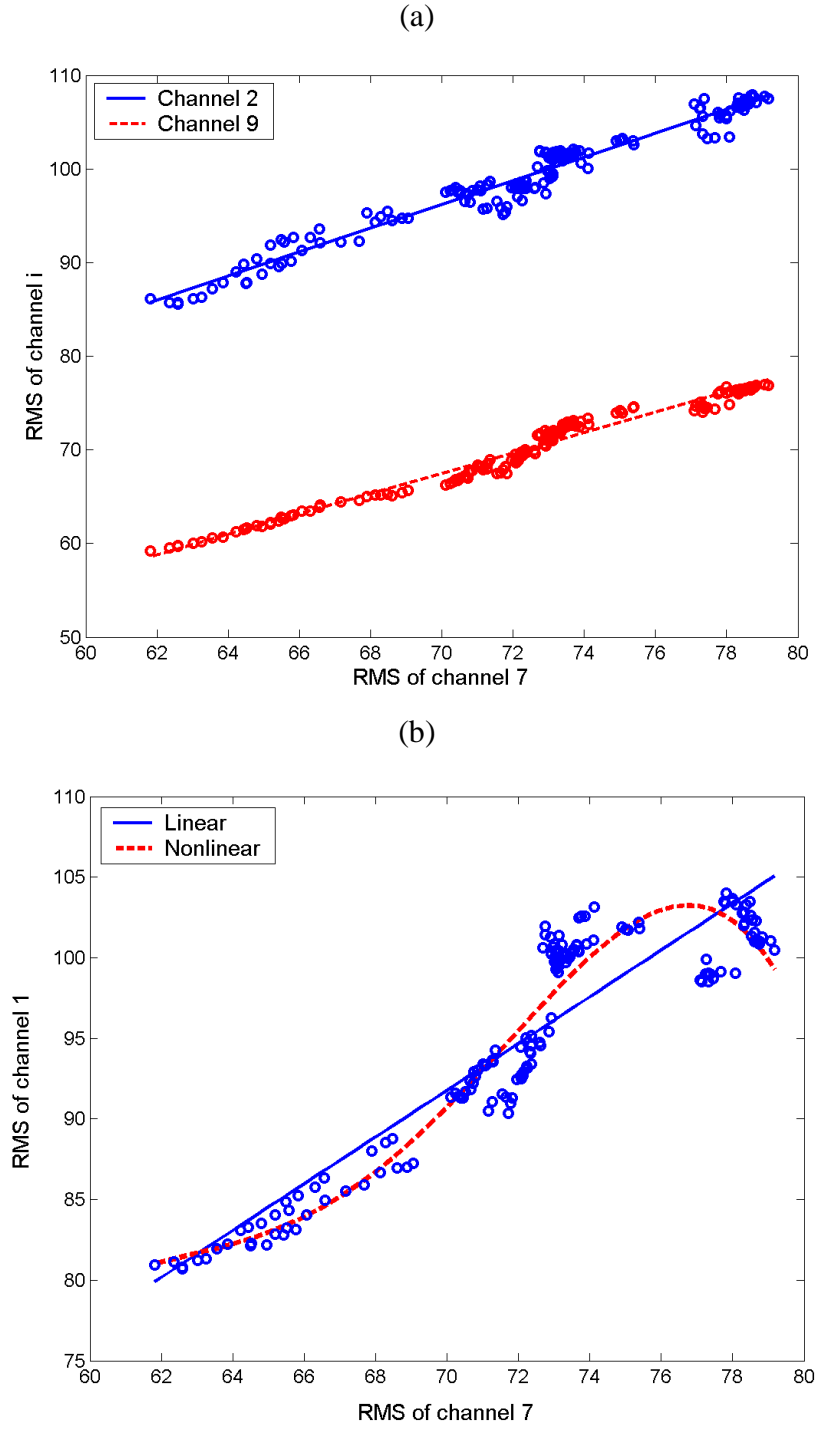 (a)
110
100
90
80
70
60
50
RMS of channel i
Channel 2
Channel 9
60 62 64 66 68 70 72 74 76 78 80
RMS of channel 7
(b)
110
105
100
95
90
85
80
75
RMS of channel 1
Linear
Nonlinear
60 62 64 66 68 70 72 74 76 78 80
RMS of channel 7